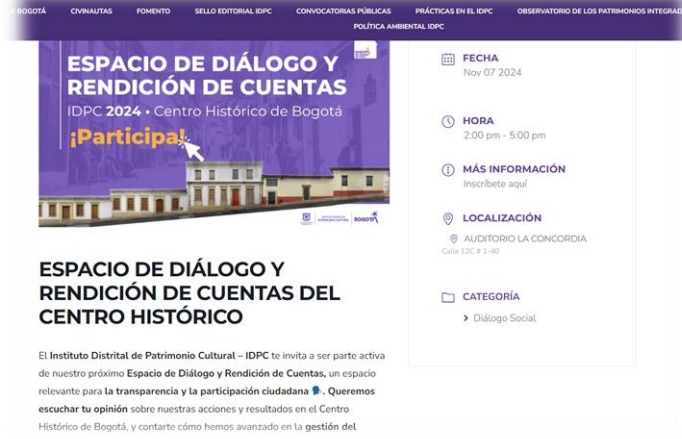 BOGOTÁ CIVINAUTAS FOMENTO SELLO EDITORIAL IDPC CONVOCATORIAS PÚBLICAS PRÁCTICAS EN EL IDPC OBSERVATORIO DE LOS PATRIMONIOS INTEGRAD
POLÍTICA AMBIENTAL IDPC
ESPACIO DE DIÁLOGO Y
RENDICIÓN DE CUENTAS
IDPC 2024 • Centro Histórico de Bogotá
¡Participa!
BOGOTÁ
ESPACIO DE DIÁLOGO Y
RENDICIÓN DE CUENTAS DEL
CENTRO HISTÓRICO
El Instituto Distrital de Patrimonio Cultural – IDPC te invita a ser parte activa
de nuestro próximo Espacio de Diálogo y Rendición de Cuentas, un espacio
relevante para la transparencia y la participación ciudadana 🗣. Queremos
escuchar tu opinión sobre nuestras acciones y resultados en el Centro
Histórico de Bogotá, y contarte cómo hemos avanzado en la gestión del
FECHA
Nov 07 2024
HORA
2:00 pm - 5:00 pm
MÁS INFORMACIÓN
Inscríbete aquí
LOCALIZACIÓN
AUDITORIO LA CONCORDIA
Calle 12C # 1-40
CATEGORÍA
Diálogo Social